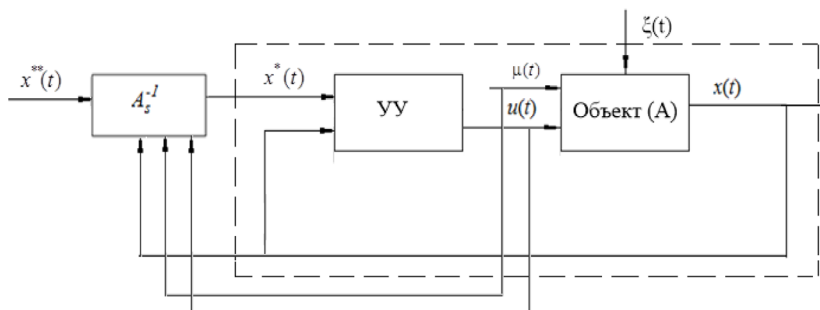 ξ(t)
x**(t)
A_s^-1
x*(t)
УУ
μ(t)
u(t)
Объект (A)
x(t)